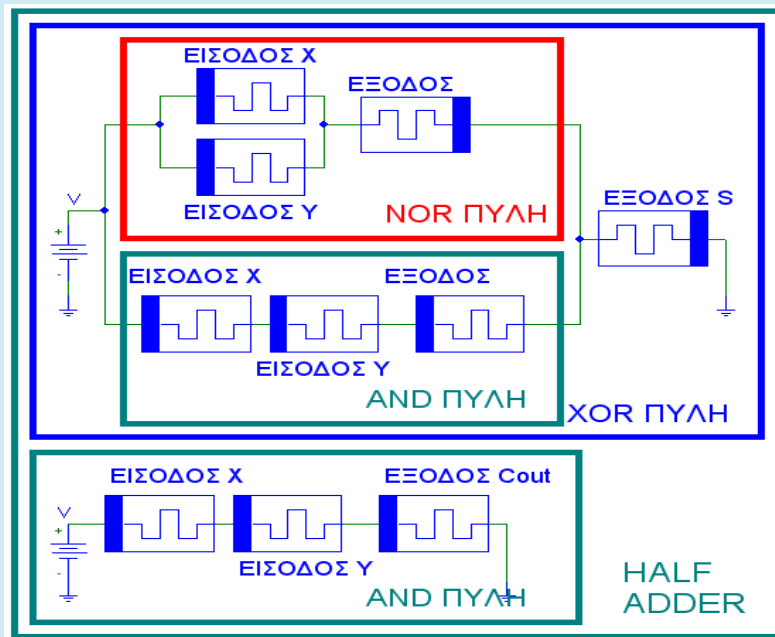 ΕΙΣΟΔΟΣ X
ΕΞΟΔΟΣ
ΕΙΣΟΔΟΣ Y
NOR ΠΥΛΗ
V
+
-
ΕΞΟΔΟΣ S
ΕΙΣΟΔΟΣ X
ΕΞΟΔΟΣ
ΕΙΣΟΔΟΣ Y
AND ΠΥΛΗ
XOR ΠΥΛΗ
ΕΙΣΟΔΟΣ X
ΕΞΟΔΟΣ Cout
V
+
-
ΕΙΣΟΔΟΣ Y
AND ΠΥΛΗ
HALF
ADDER